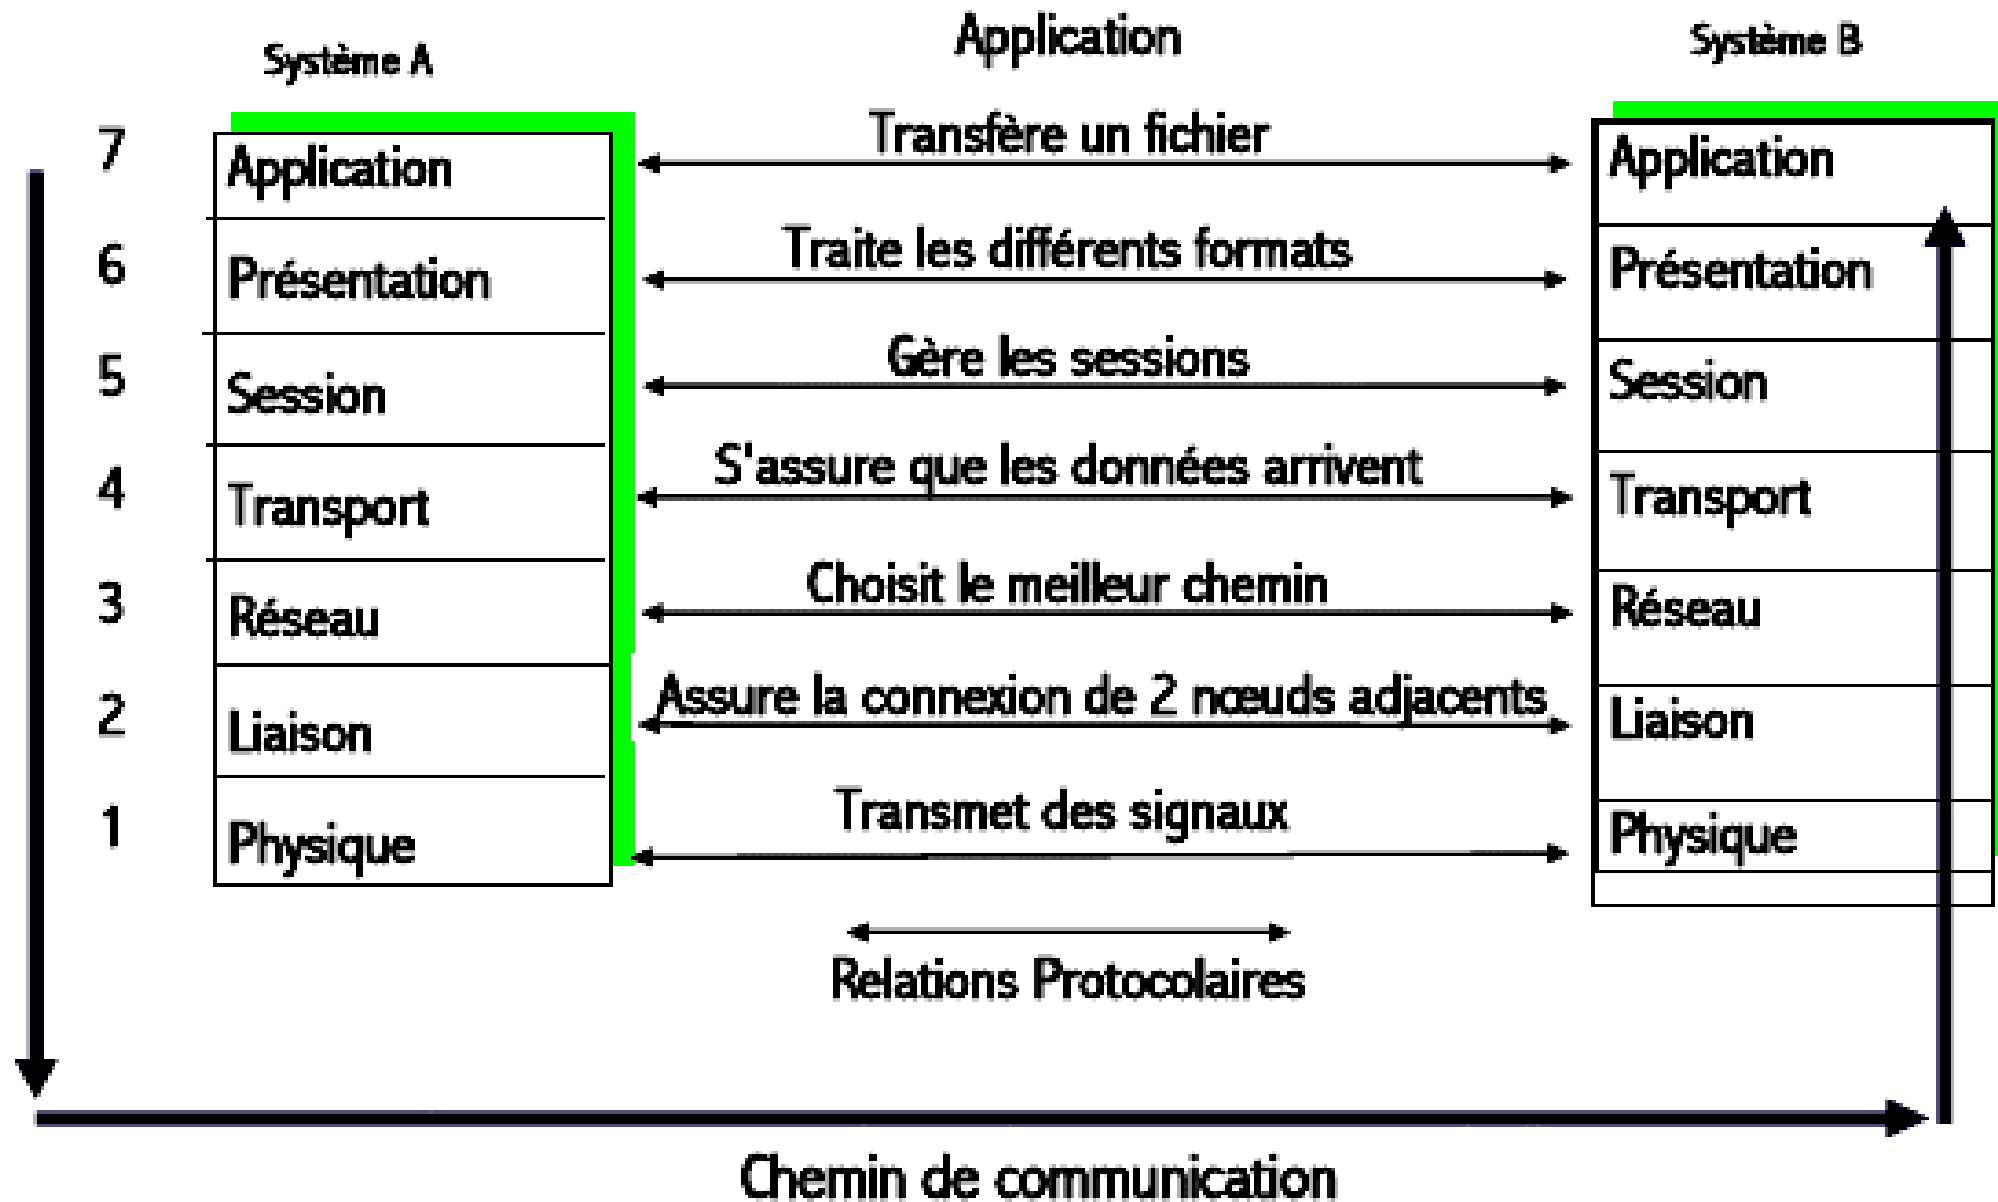 Système A
Application
Système B
7
Application
Transfère un fichier
Application
6
Présentation
Traite les différents formats
Présentation
5
Session
Gère les sessions
Session
4
Transport
S'assure que les données arrivent
Transport
3
Réseau
Choisit le meilleur chemin
Réseau
2
Liaison
Assure la connexion de 2 nœuds adjacents
Liaison
1
Physique
Transmet des signaux
Physique
Relations Protocolaires
Chemin de communication